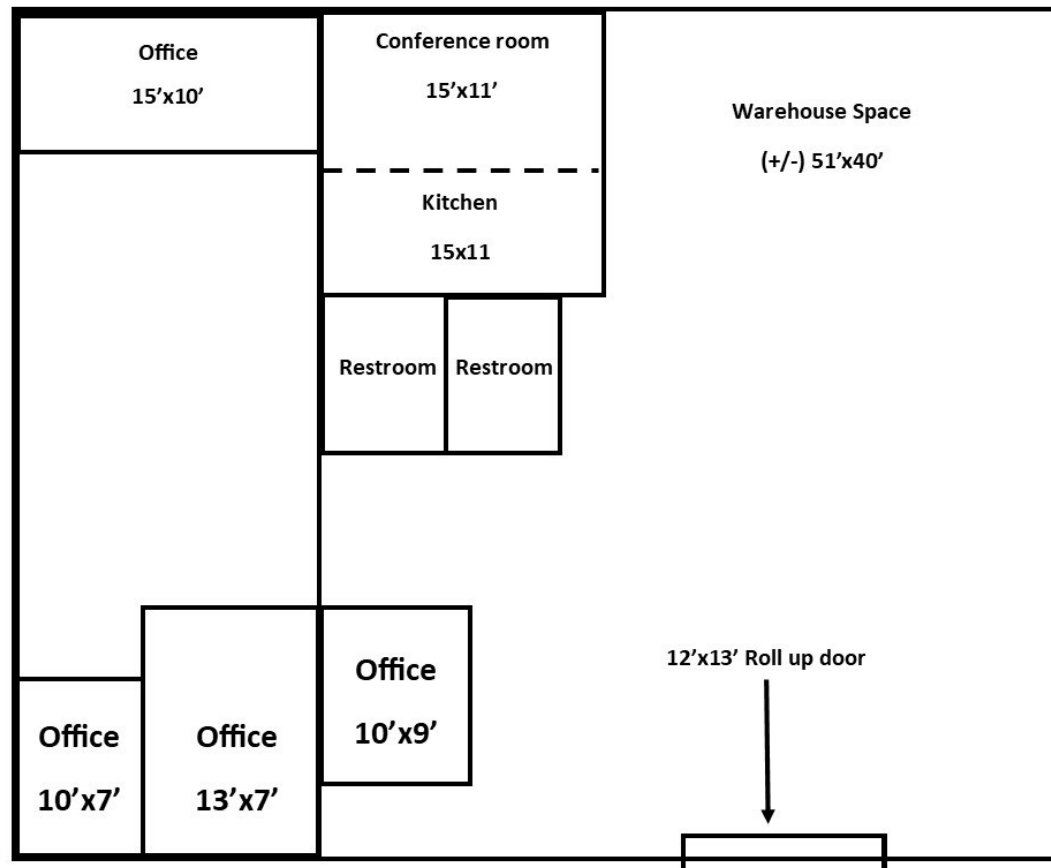 Office
15’x10’
Conference room
15’x11’
Warehouse Space
(+/-) 51’x40’
Kitchen
15x11
Restroom
Restroom
Office
10’x9’
12’x13’ Roll up door
Office
10’x7’
Office
13’x7’